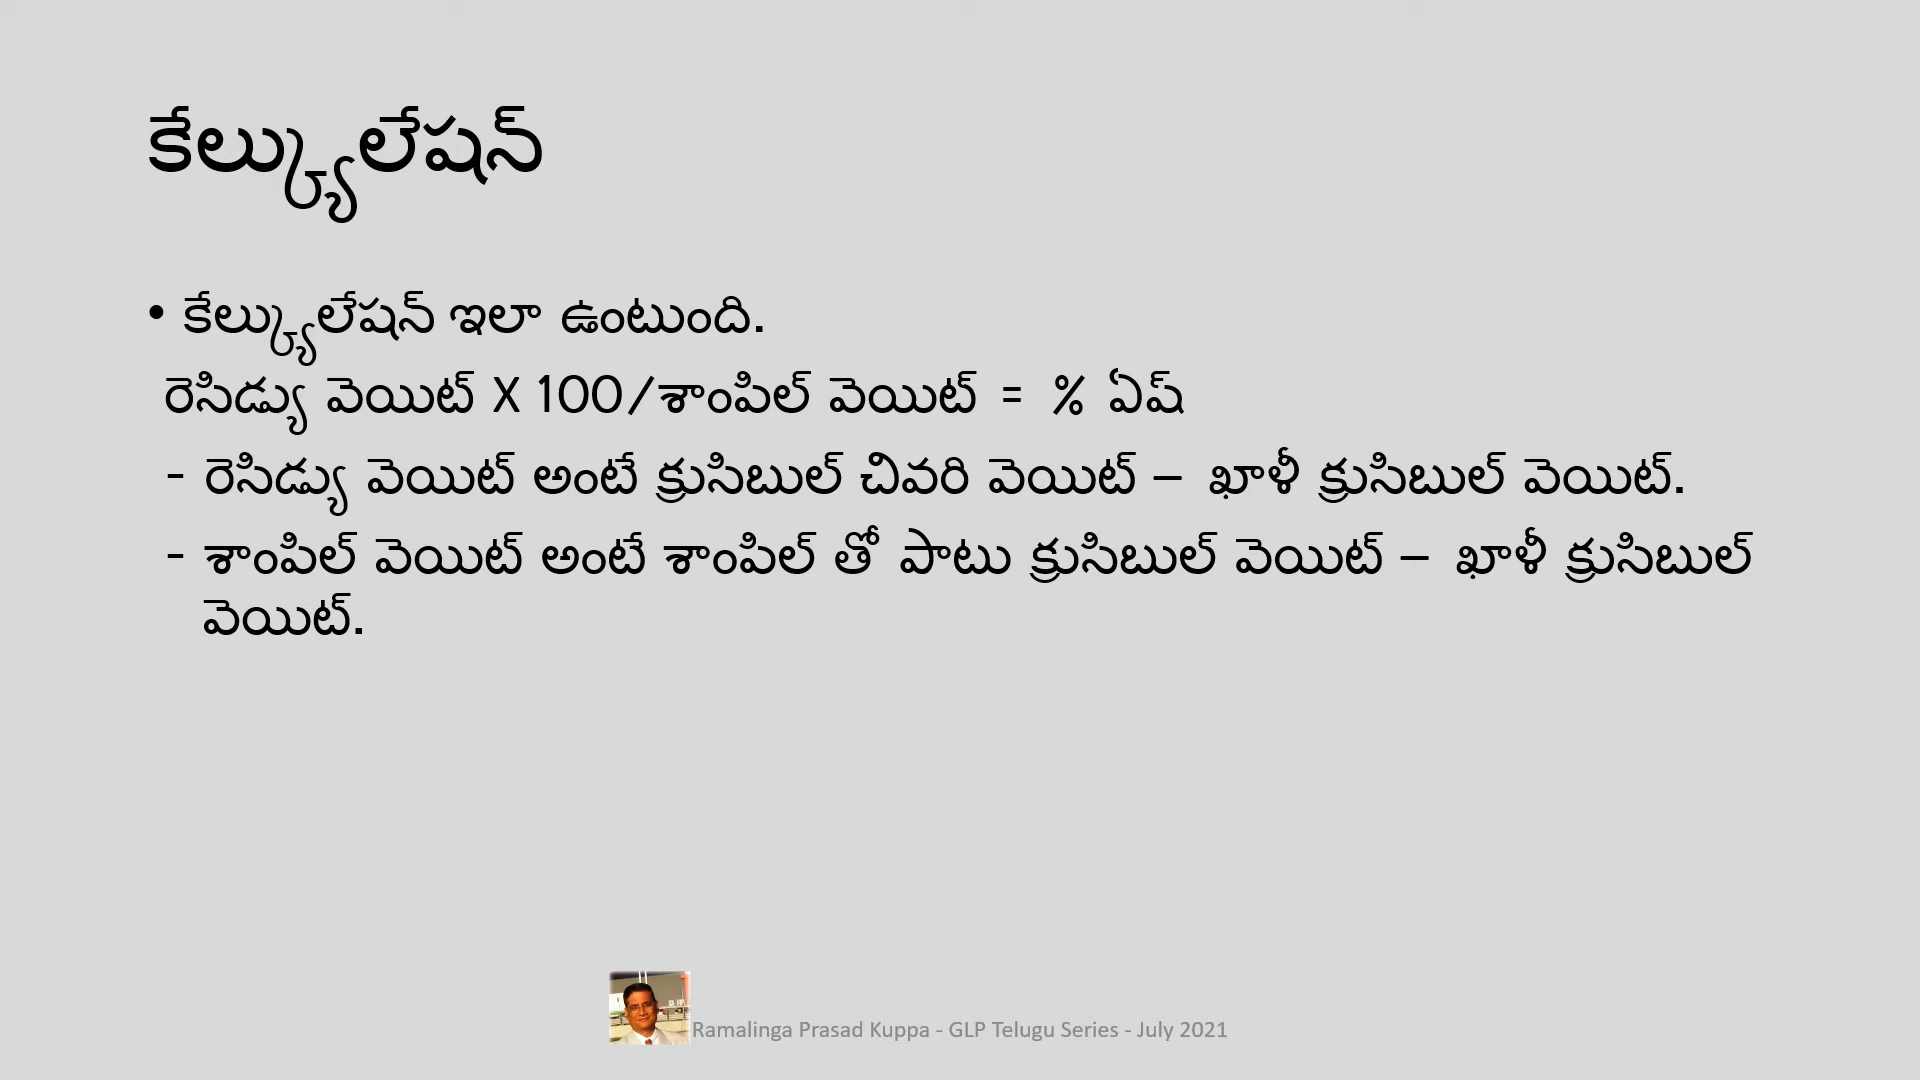 కేల్క్యులేషన్
• కేల్క్యులేషన్ ఇలా ఉంటుంది.
రెసిడ్యు వెయిట్ X 100/శాంపిల్ వెయిట్ = % ఏష్
- రెసిడ్యు వెయిట్ అంటే క్రుసిబుల్ చివరి వెయిట్ – ఖాళీ క్రుసిబుల్ వెయిట్.
- శాంపిల్ వెయిట్ అంటే శాంపిల్ తో పాటు క్రుసిబుల్ వెయిట్ – ఖాళీ క్రుసిబుల్
వెయిట్.
Ramalinga Prasad Kuppa - GLP Telugu Series - July 2021